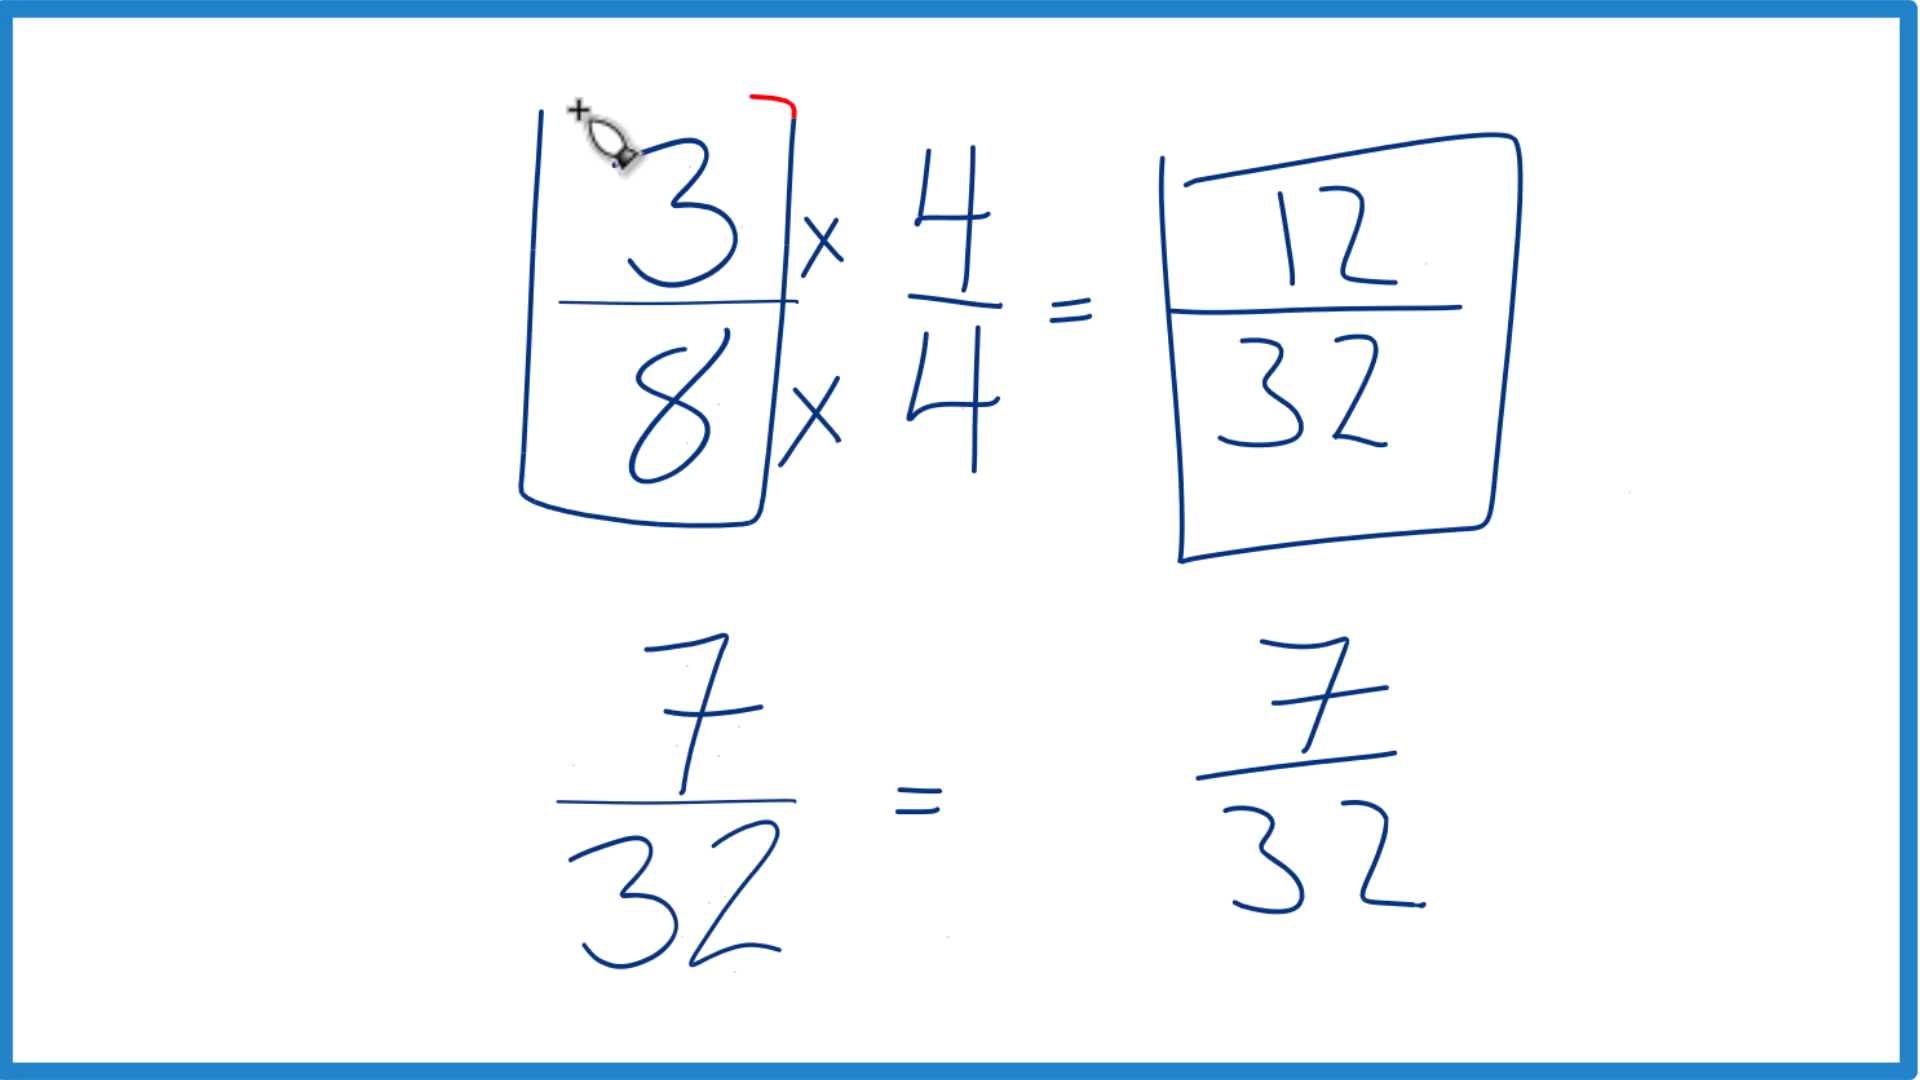 3/8 × 4/4 = 12/32
7/32 = 7/32